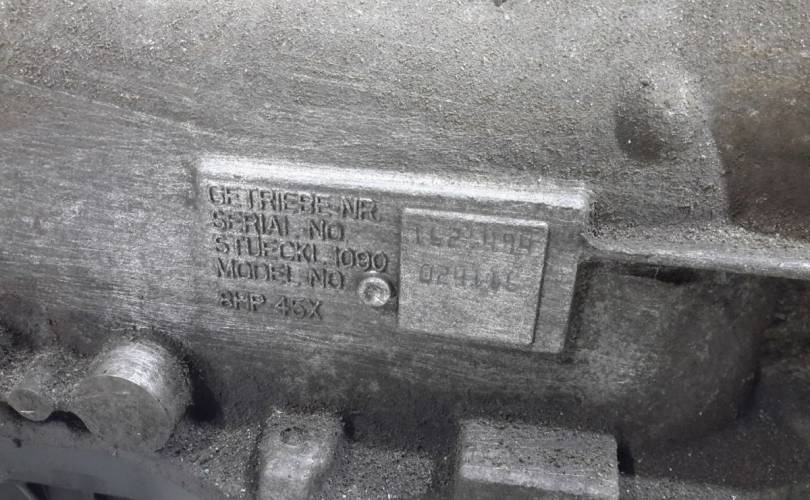 GETRIEBE-NR.
SERIAL NO
STUECKL 1090
MODEL NO
8HP 45X